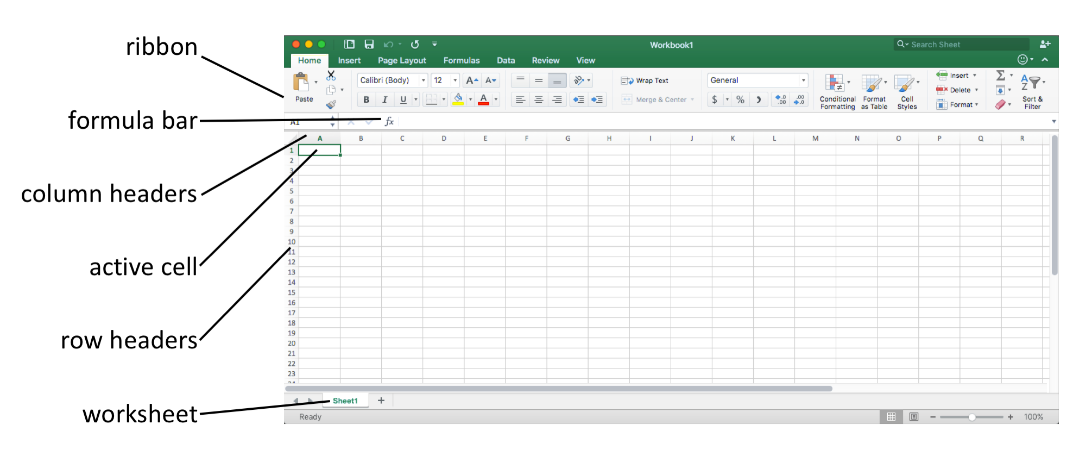 ribbon
formula bar
column headers
active cell
row headers
worksheet
Workbook1
Search Sheet
Home Insert Page Layout Formulas Data Review View
Paste
Calibri (Body) 12 A A
B I U A
Wrap Text
Merge & Center
General
$ % )
Conditional Formatting
Format as Table
Cell Styles
Insert
Delete
Format
Σ
A Z
Sort & Filter
A1 fx
A B C D E F G H I J K L M N O P Q R
1
2
3
4
5
6
7
8
9
10
11
12
13
14
15
16
17
18
19
20
21
22
23
24
Sheet1 +
Ready
− + 100%